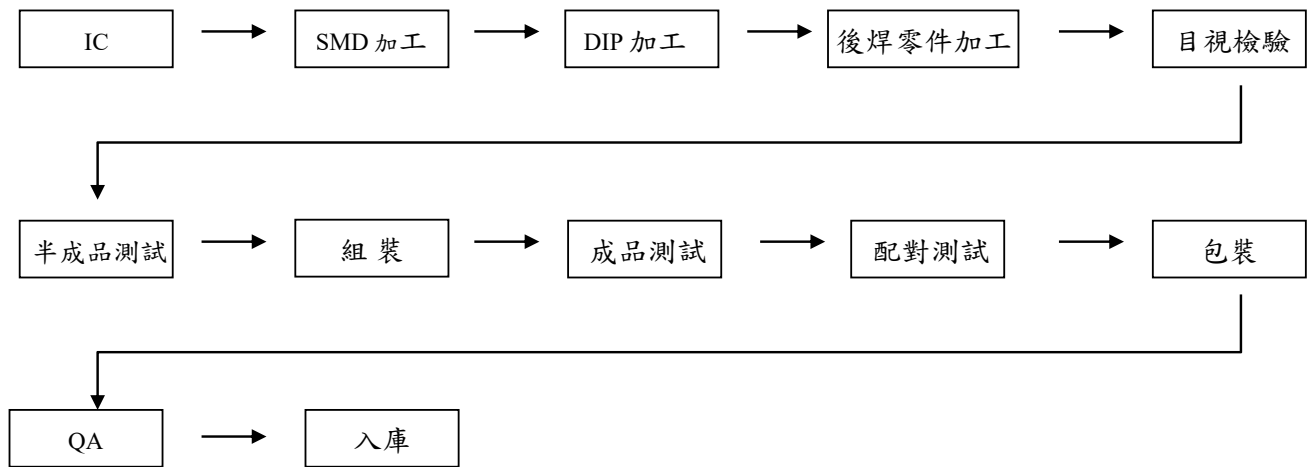 IC
SMD 加工
DIP 加工
後焊零件加工
目視檢驗
半成品測試
組 裝
成品測試
配對測試
包裝
QA
入庫